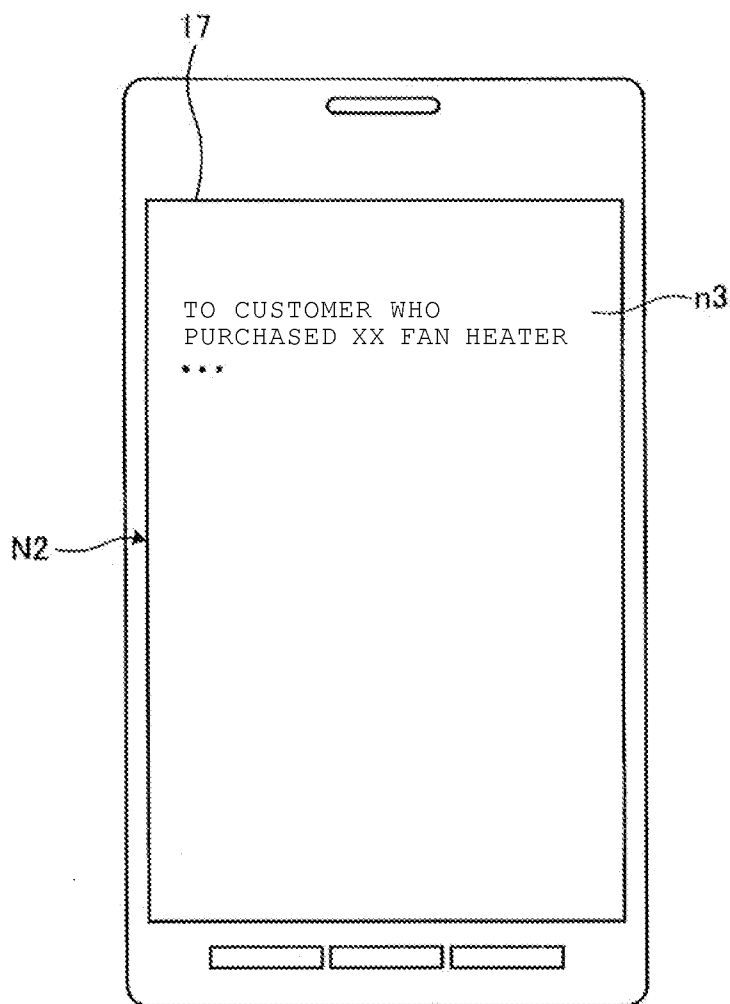 17
TO CUSTOMER WHO
n3
PURCHASED XX FAN HEATER
...
N2